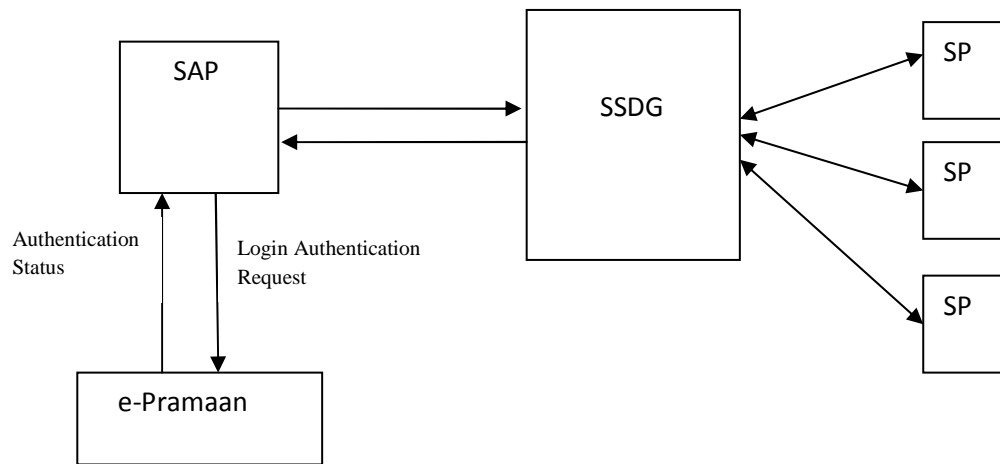 SAP
SSDG
SP
SP
SP
Authentication
Status
Login Authentication
Request
e-Pramaan